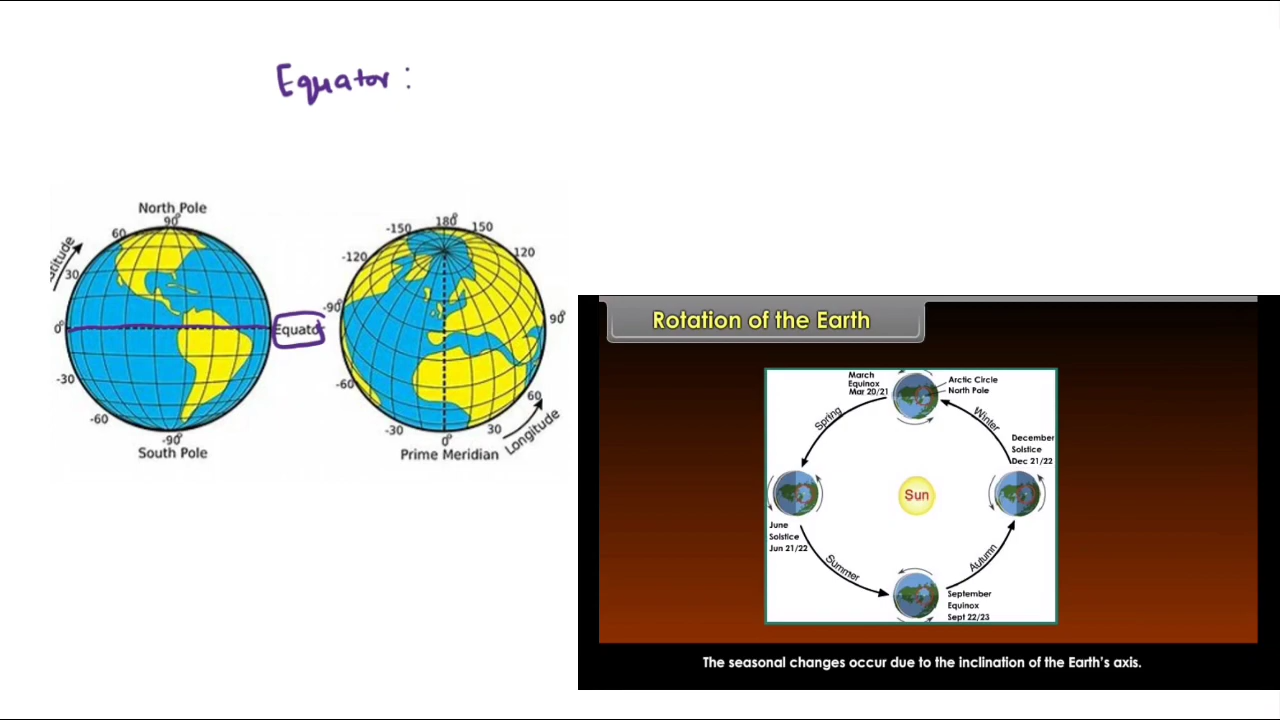 Equator :
North Pole
90°
60
30
0°
-30
-60
-90°
South Pole
Equator
180°
-150
150
-120
120
-90°
90°
-60
60
-30
30
0°
Prime Meridian
Longitude
Rotation of the Earth
March
Equinox
Mar 20/21
Arctic Circle
North Pole
Spring
Winter
December
Solstice
Dec 21/22
Sun
June
Solstice
Jun 21/22
Summer
Autumn
September
Equinox
Sept 22/23
The seasonal changes occur due to the inclination of the Earth's axis.